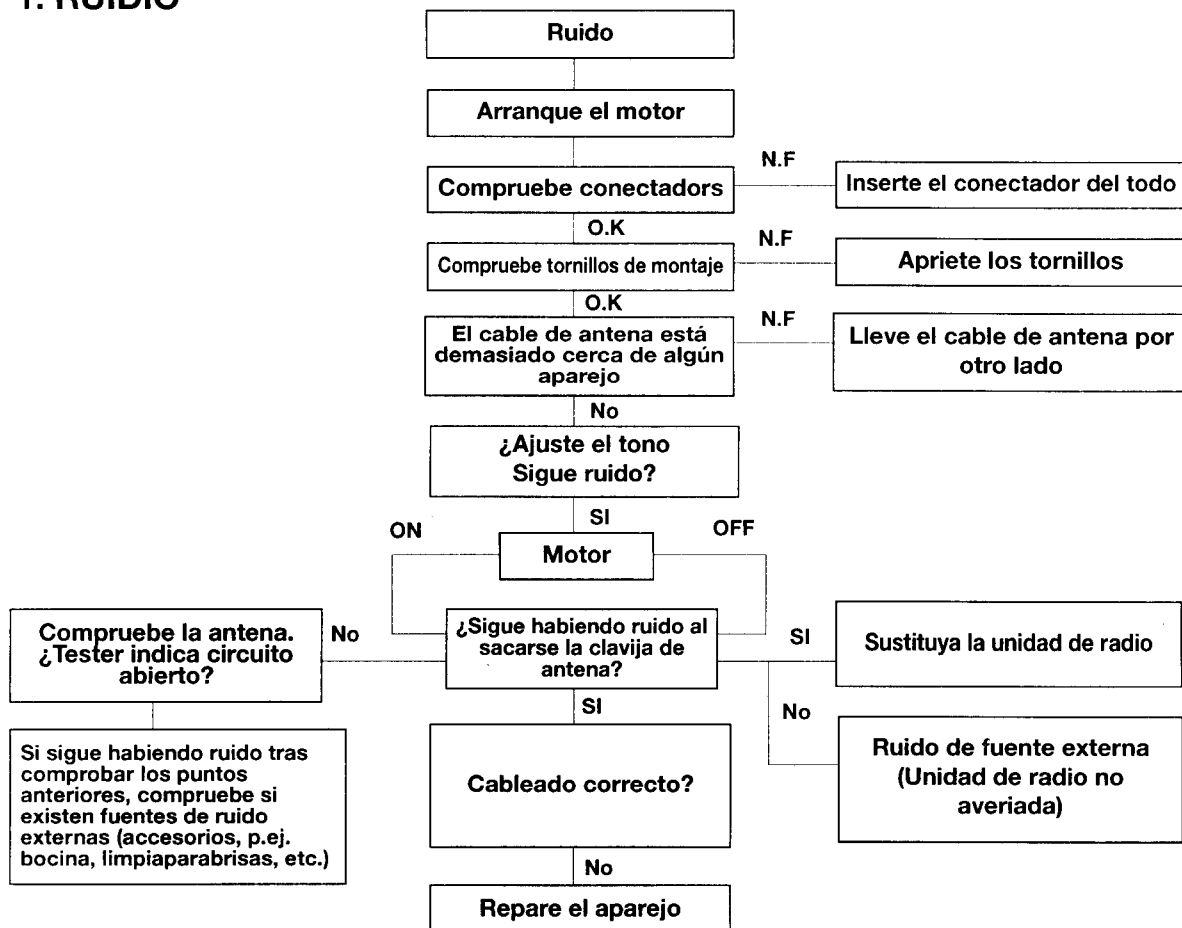 1. RUIDIO
Ruido
Arranque el motor
Compruebe conectadors
N.F
Inserte el conectador del todo
O.K
Compruebe tornillos de montaje
N.F
Apriete los tornillos
O.K
El cable de antena está
demasiado cerca de algún
aparejo
N.F
Lleve el cable de antena por
otro lado
No
¿Ajuste el tono
Sigue ruido?
SI
ON
OFF
Motor
Compruebe la antena.
¿Tester indica circuito
abierto?
No
¿Sigue habiendo ruido al
sacarse la clavija de
antena?
SI
Sustituya la unidad de radio
SI
No
Si sigue habiendo ruido tras
comprobar los puntos
anteriores, compruebe si
existen fuentes de ruido
externas (accesorios, p.ej.
bocina, limpiaparabrisas, etc.)
Cableado correcto?
Ruido de fuente externa
(Unidad de radio no
averiada)
No
Repare el aparejo